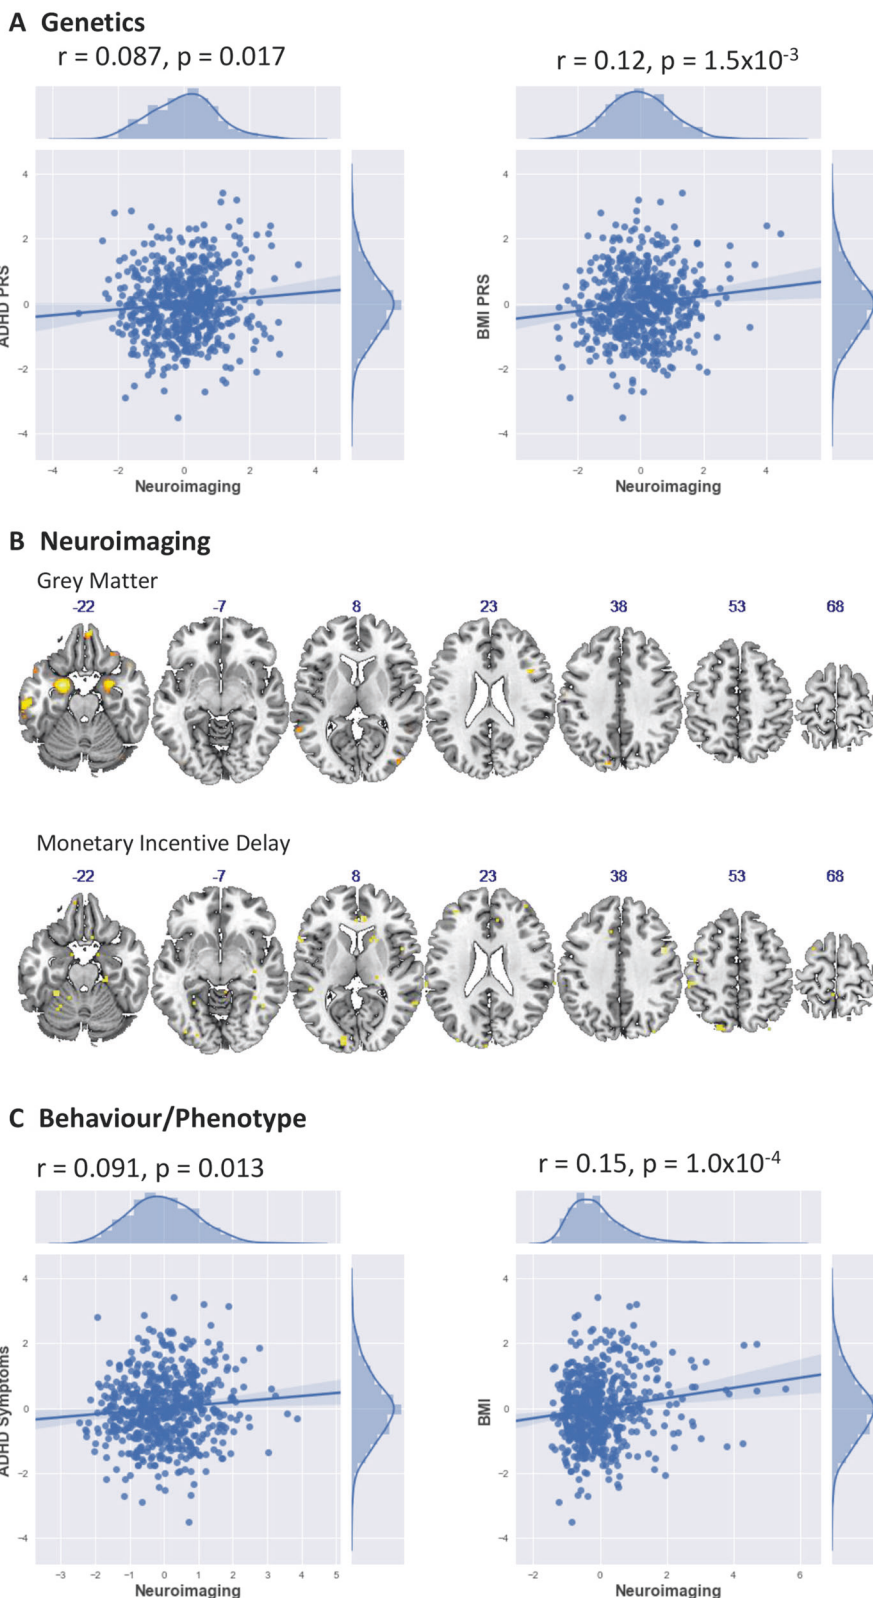 A Genetics
r = 0.087, p = 0.017
r = 0.12, p = 1.5x10⁻³
4
2
0
−2
−4
ADHD PRS
−4 −2 0 2 4
Neuroimaging
4
2
0
−2
−4
BMI PRS
−2 0 2 4
Neuroimaging
B Neuroimaging
Grey Matter
-22 -7 8 23 38 53 68
Monetary Incentive Delay
-22 -7 8 23 38 53 68
C Behaviour/Phenotype
r = 0.091, p = 0.013
r = 0.15, p = 1.0x10⁻⁴
4
2
0
−2
−4
ADHD Symptoms
−3 −2 −1 0 1 2 3 4 5
Neuroimaging
4
2
0
−2
−4
BMI
−2 0 2 4 6
Neuroimaging